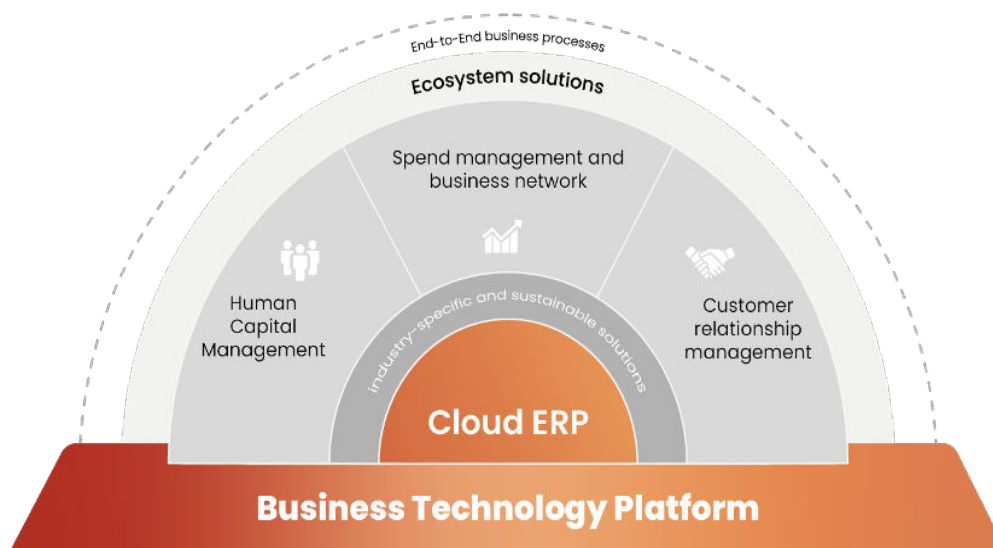 End-to-End business processes
Ecosystem solutions
Spend management and
business network
Human
Capital
Management
Customer
relationship
management
Industry-specific and sustainable solutions
Cloud ERP
Business Technology Platform